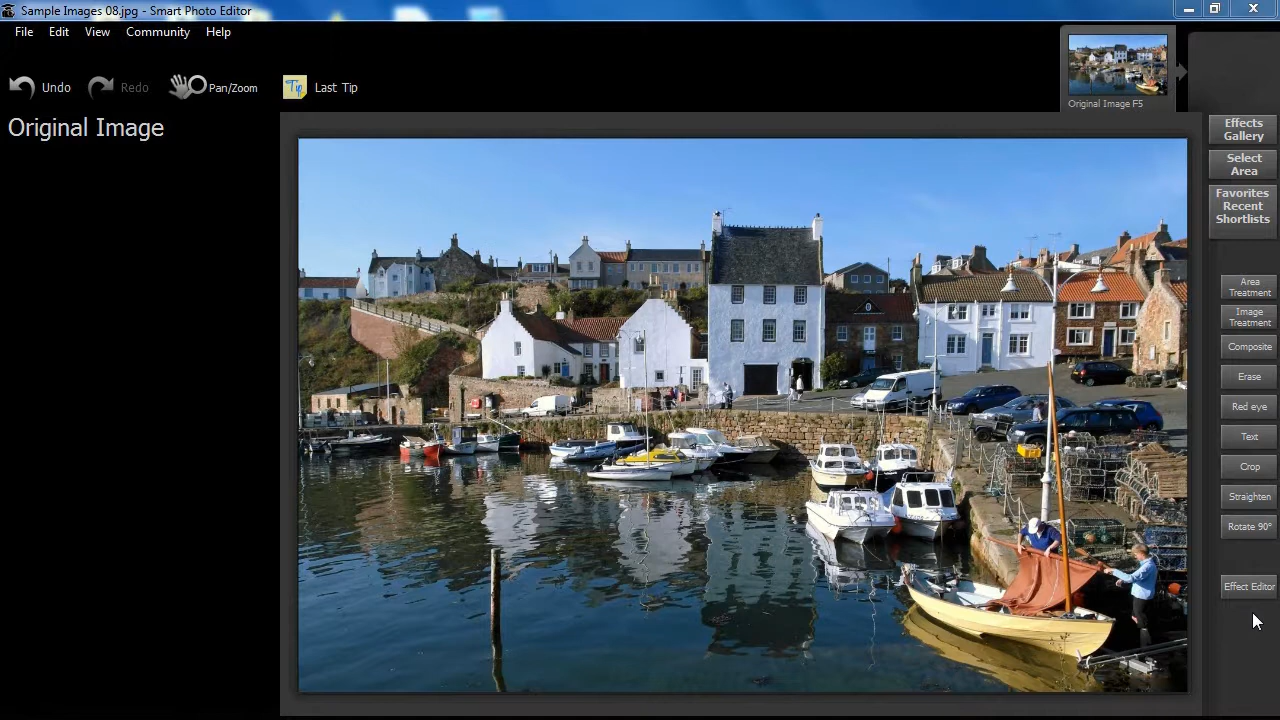 Sample Images 08.jpg - Smart Photo Editor
File Edit View Community Help
Undo Redo Pan/Zoom Tip Last Tip
Original Image F5
Original Image
Effects
Gallery
Select
Area
Favorites
Recent
Shortlists
Area
Treatment
Image
Treatment
Composite
Erase
Red eye
Text
Crop
Straighten
Rotate 90°
Effect Editor